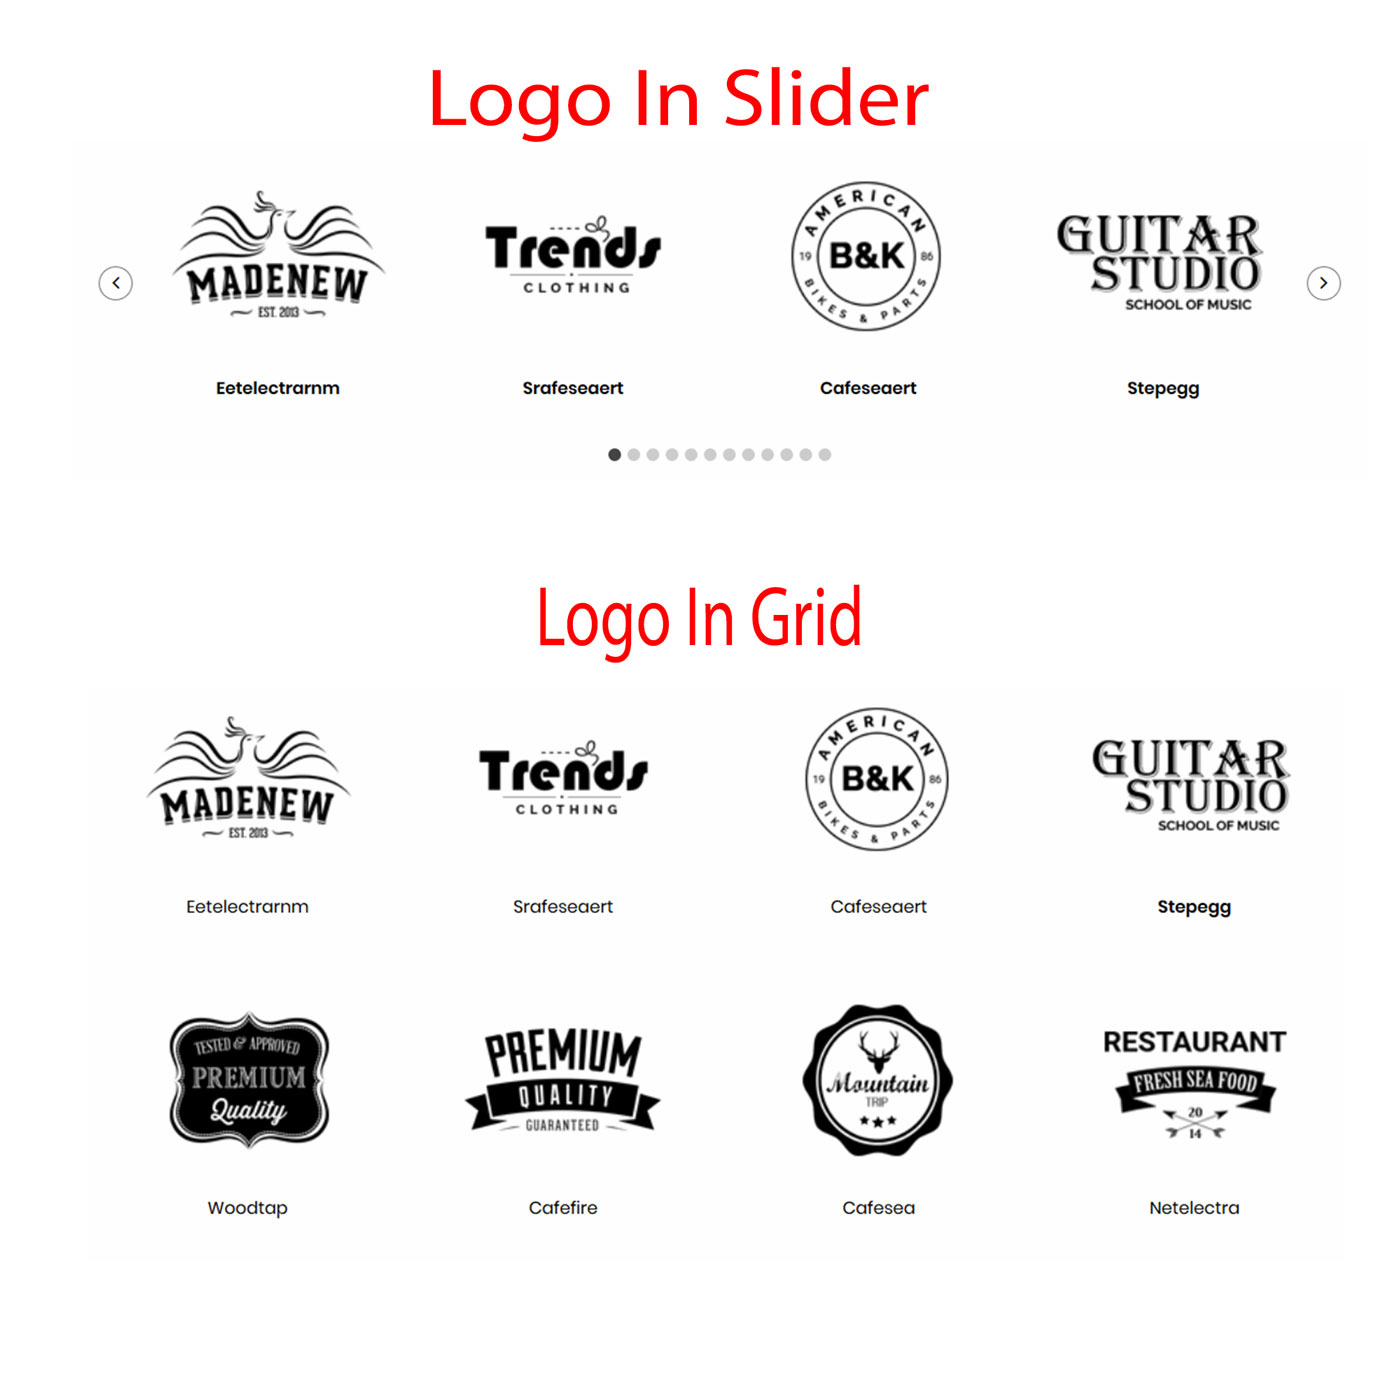 Logo In Slider
MADENEW
EST. 2013
Trends
CLOTHING
AMERICAN
19 B&K 86
BIKES & PARTS
GUITAR
STUDIO
SCHOOL OF MUSIC
Eetelectrarnm
Srafeseaert
Cafeseaert
Stepegg
Logo In Grid
MADENEW
EST. 2013
Trends
CLOTHING
AMERICAN
19 B&K 86
BIKES & PARTS
GUITAR
STUDIO
SCHOOL OF MUSIC
Eetelectrarnm
Srafeseaert
Cafeseaert
Stepegg
TESTED & APPROVED
PREMIUM
Quality
PREMIUM
QUALITY
GUARANTEED
Mountain
TRIP
RESTAURANT
FRESH SEA FOOD
20
14
Woodtap
Cafefire
Cafesea
Netelectra